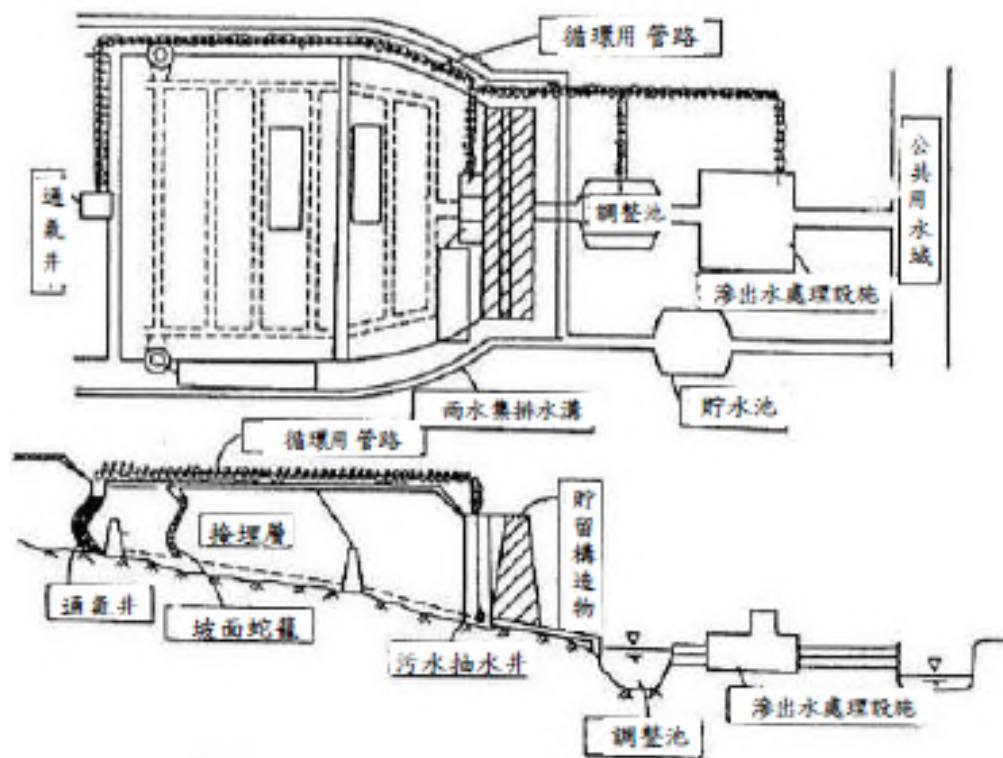 循環用管路
公共用水域
通氣井
調整池
滲出水處理設施
雨水集排水溝
貯水池
循環用管路
貯留構造物
掩埋層
通氣井
坡面蛇籠
污水抽水井
滲出水處理設施
調整池